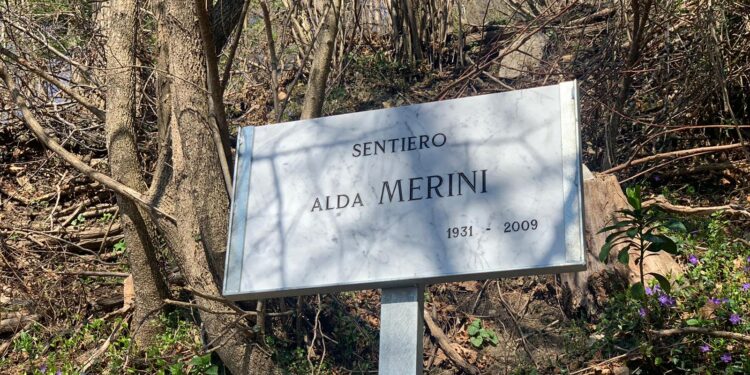 SENTIERO
ALDA MERINI
1931 - 2009